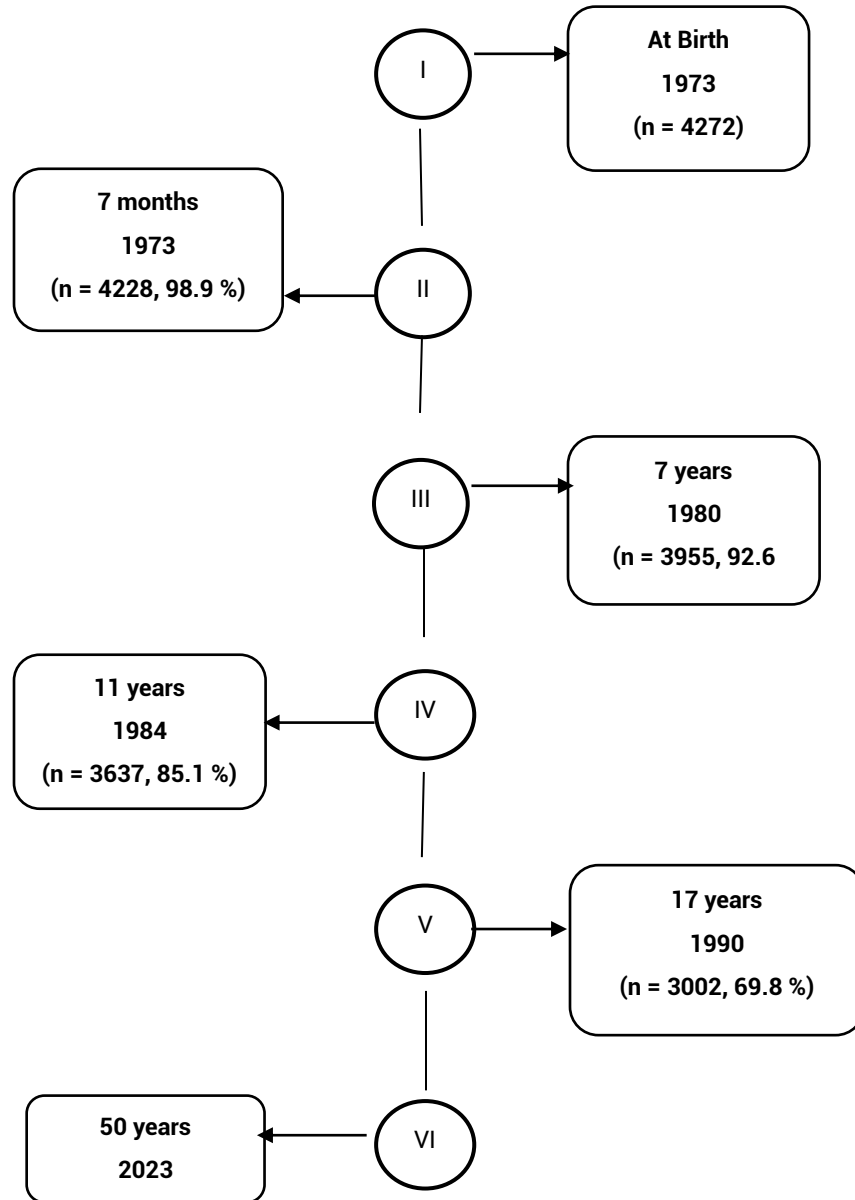 I
At Birth
1973
(n = 4272)
7 months
1973
(n = 4228, 98.9 %)
II
III
7 years
1980
(n = 3955, 92.6
11 years
1984
(n = 3637, 85.1 %)
IV
V
17 years
1990
(n = 3002, 69.8 %)
50 years
2023
VI